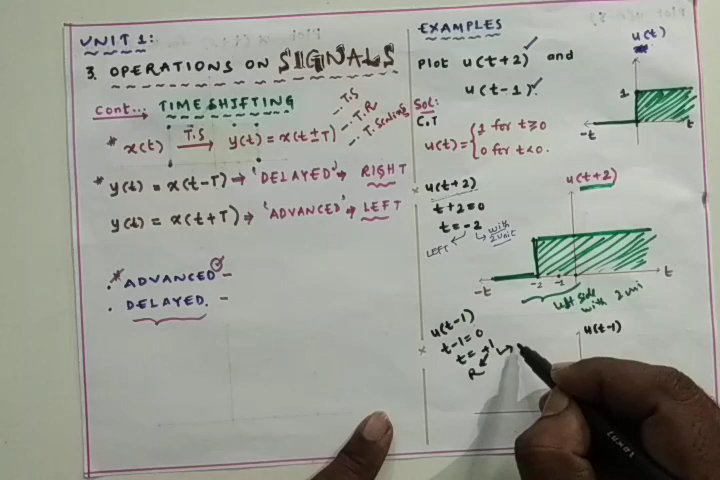 UNIT 1:
3. OPERATIONS ON SIGNALS
cont... TIME SHIFTING
T.S
T.R
T. Scaling
* x(t) T.S → y(t) = x(t±T)
* y(t) = x(t-T) → 'DELAYED' → RIGHT
y(t) = x(t+T) → 'ADVANCED' → LEFT
* ADVANCED -
. DELAYED. -
EXAMPLES
Plot u(t+2) ✓ and
u(t-1). ✓
Sol:
C.T
u(t) = { 1 for t≥0
0 for t<0.
u(t)
1
-t t
* u(t+2)
t+2=0
t=-2
LEFT with
2 unit
u(t+2)
-t -2 -1 t
Left side
with 2 uni
u(t-1)
* t-1=0
t=+1
R
u(t-1)